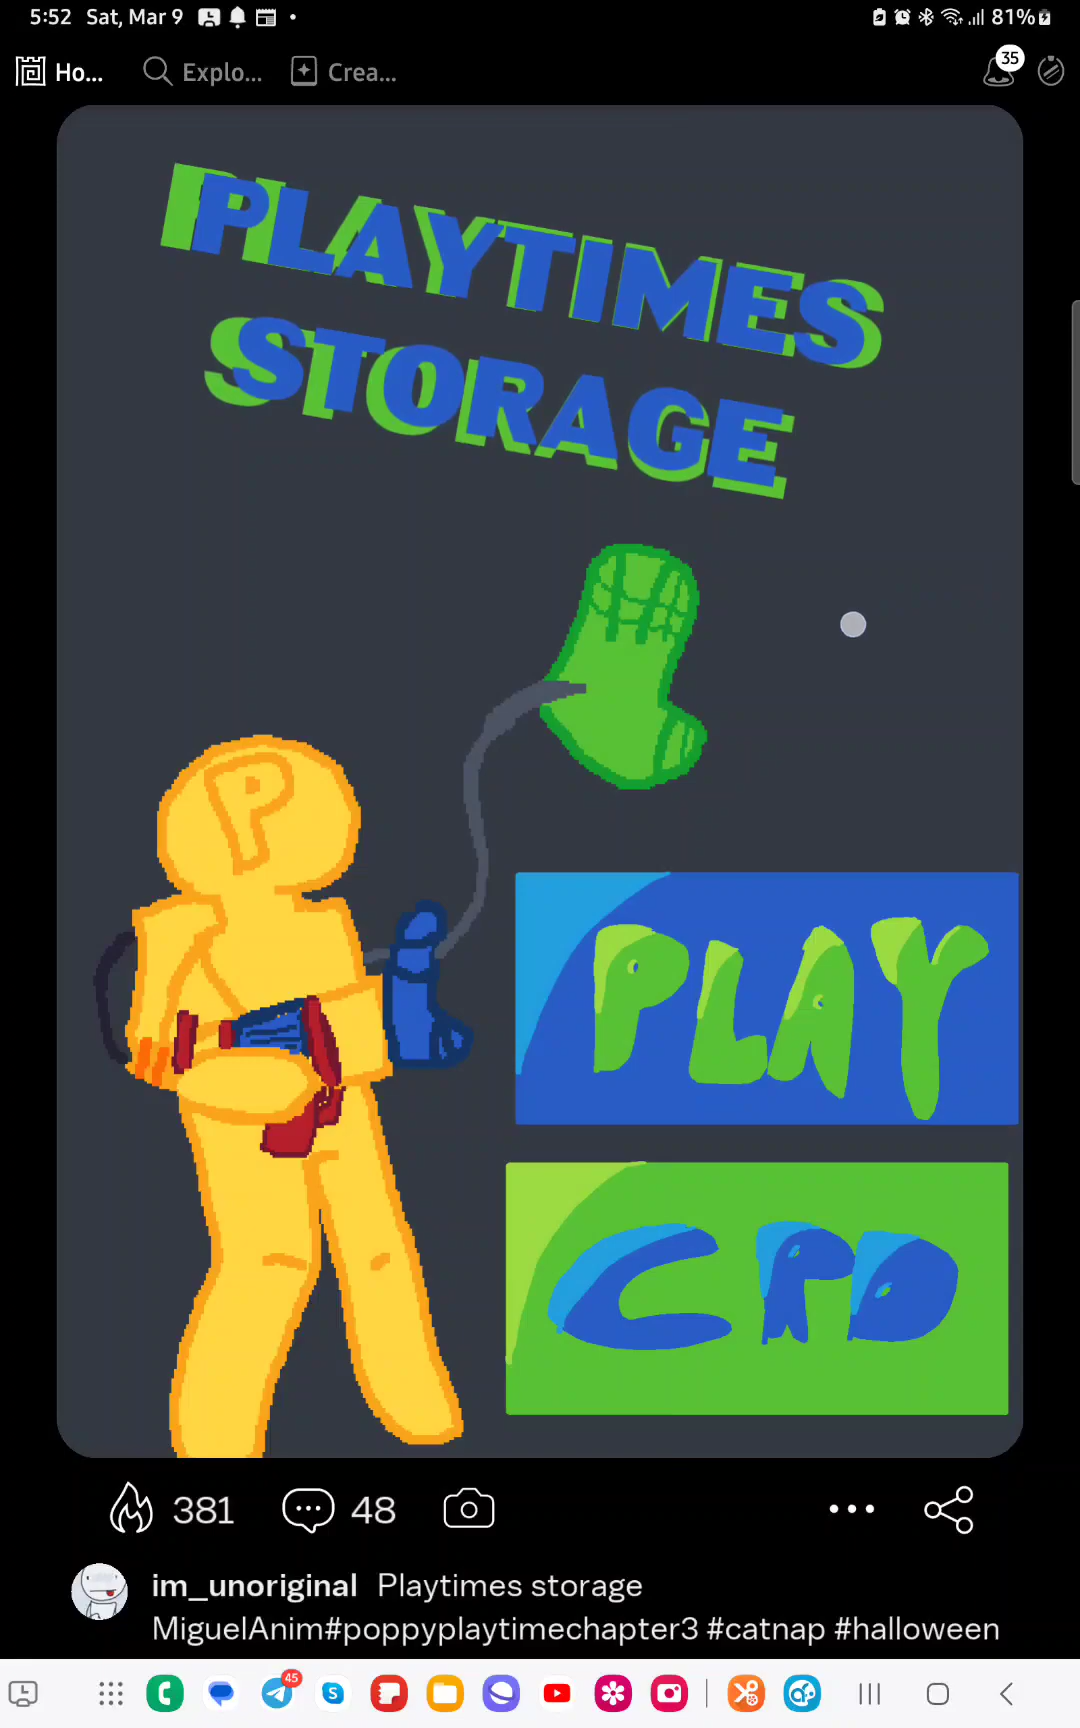 5:52 Sat, Mar 9
81%
Ho... Explo... Crea... 35
PLAYTIMES
STORAGE
P
PLAY
CRD
381 48
im_unoriginal Playtimes storage
MiguelAnim#poppyplaytimechapter3 #catnap #halloween
45